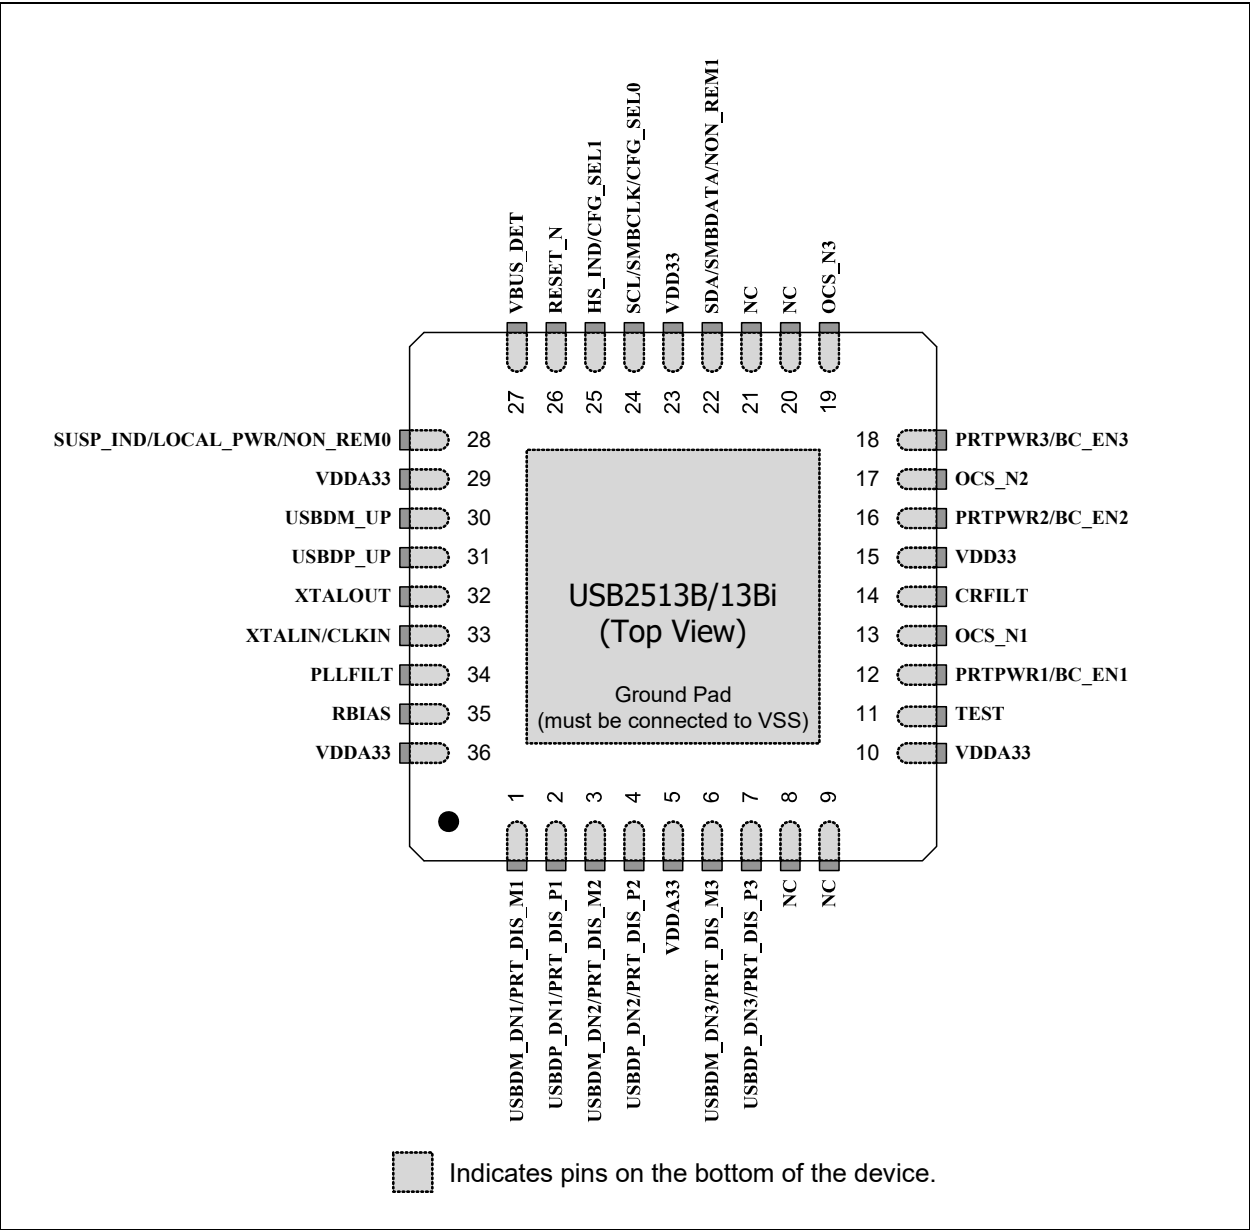 VBUS_DET
RESET_N
HS_IND/CFG_SEL1
SCL/SMBCLK/CFG_SEL0
VDD33
SDA/SMBDATA/NON_REM1
NC
NC
OCS_N3
27
26
25
24
23
22
21
20
19
SUSP_IND/LOCAL_PWR/NON_REM0 28
VDDA33 29
USBDM_UP 30
USBDP_UP 31
XTALOUT 32
XTALIN/CLKIN 33
PLLFILT 34
RBIAS 35
VDDA33 36
18 PRTPWR3/BC_EN3
17 OCS_N2
16 PRTPWR2/BC_EN2
15 VDD33
14 CRFILT
13 OCS_N1
12 PRTPWR1/BC_EN1
11 TEST
10 VDDA33
USB2513B/13Bi
(Top View)
Ground Pad
(must be connected to VSS)
1
2
3
4
5
6
7
8
9
USBDM_DN1/PRT_DIS_M1
USBDP_DN1/PRT_DIS_P1
USBDM_DN2/PRT_DIS_M2
USBDP_DN2/PRT_DIS_P2
VDDA33
USBDM_DN3/PRT_DIS_M3
USBDP_DN3/PRT_DIS_P3
NC
NC
Indicates pins on the bottom of the device.